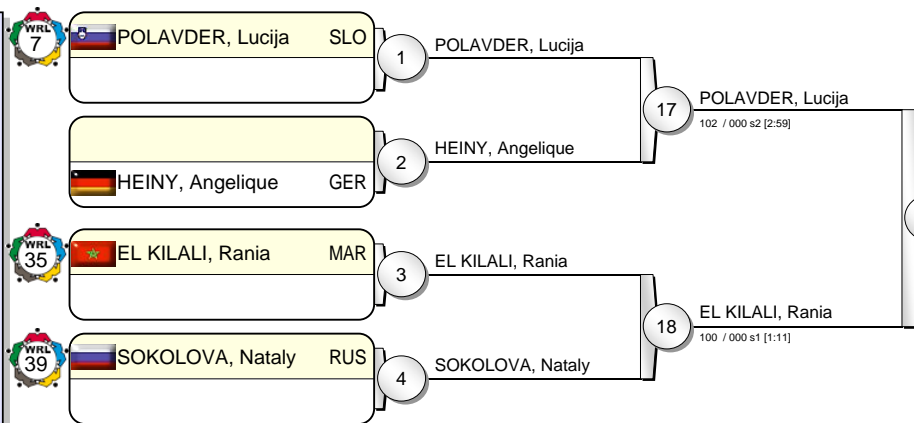 WRL
7
POLAVDER, Lucija SLO
1
POLAVDER, Lucija
17
POLAVDER, Lucija
102 / 000 s2 [2:59]
HEINY, Angelique GER
2
HEINY, Angelique
WRL
35
EL KILALI, Rania MAR
3
EL KILALI, Rania
18
EL KILALI, Rania
100 / 000 s1 [1:11]
WRL
39
SOKOLOVA, Nataly RUS
4
SOKOLOVA, Nataly